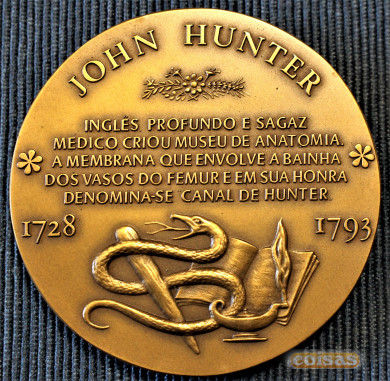 JOHN HUNTER
INGLÊS PROFUNDO E SAGAZ
MEDICO CRIOU MUSEU DE ANATOMIA.
A MEMBRANA QUE ENVOLVE A BAINHA
DOS VASOS DO FEMUR E EM SUA HONRA
DENOMINA-SE CANAL DE HUNTER
1728 1793
coisas